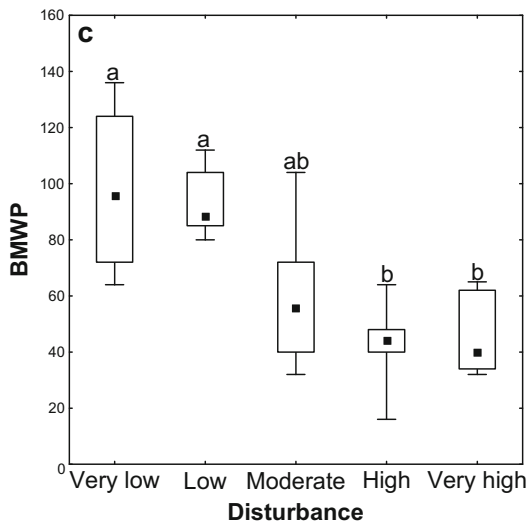 c
160
140
120
100
80
60
40
20
0
BMWP
a
a
ab
b
b
Very low Low Moderate High Very high
Disturbance